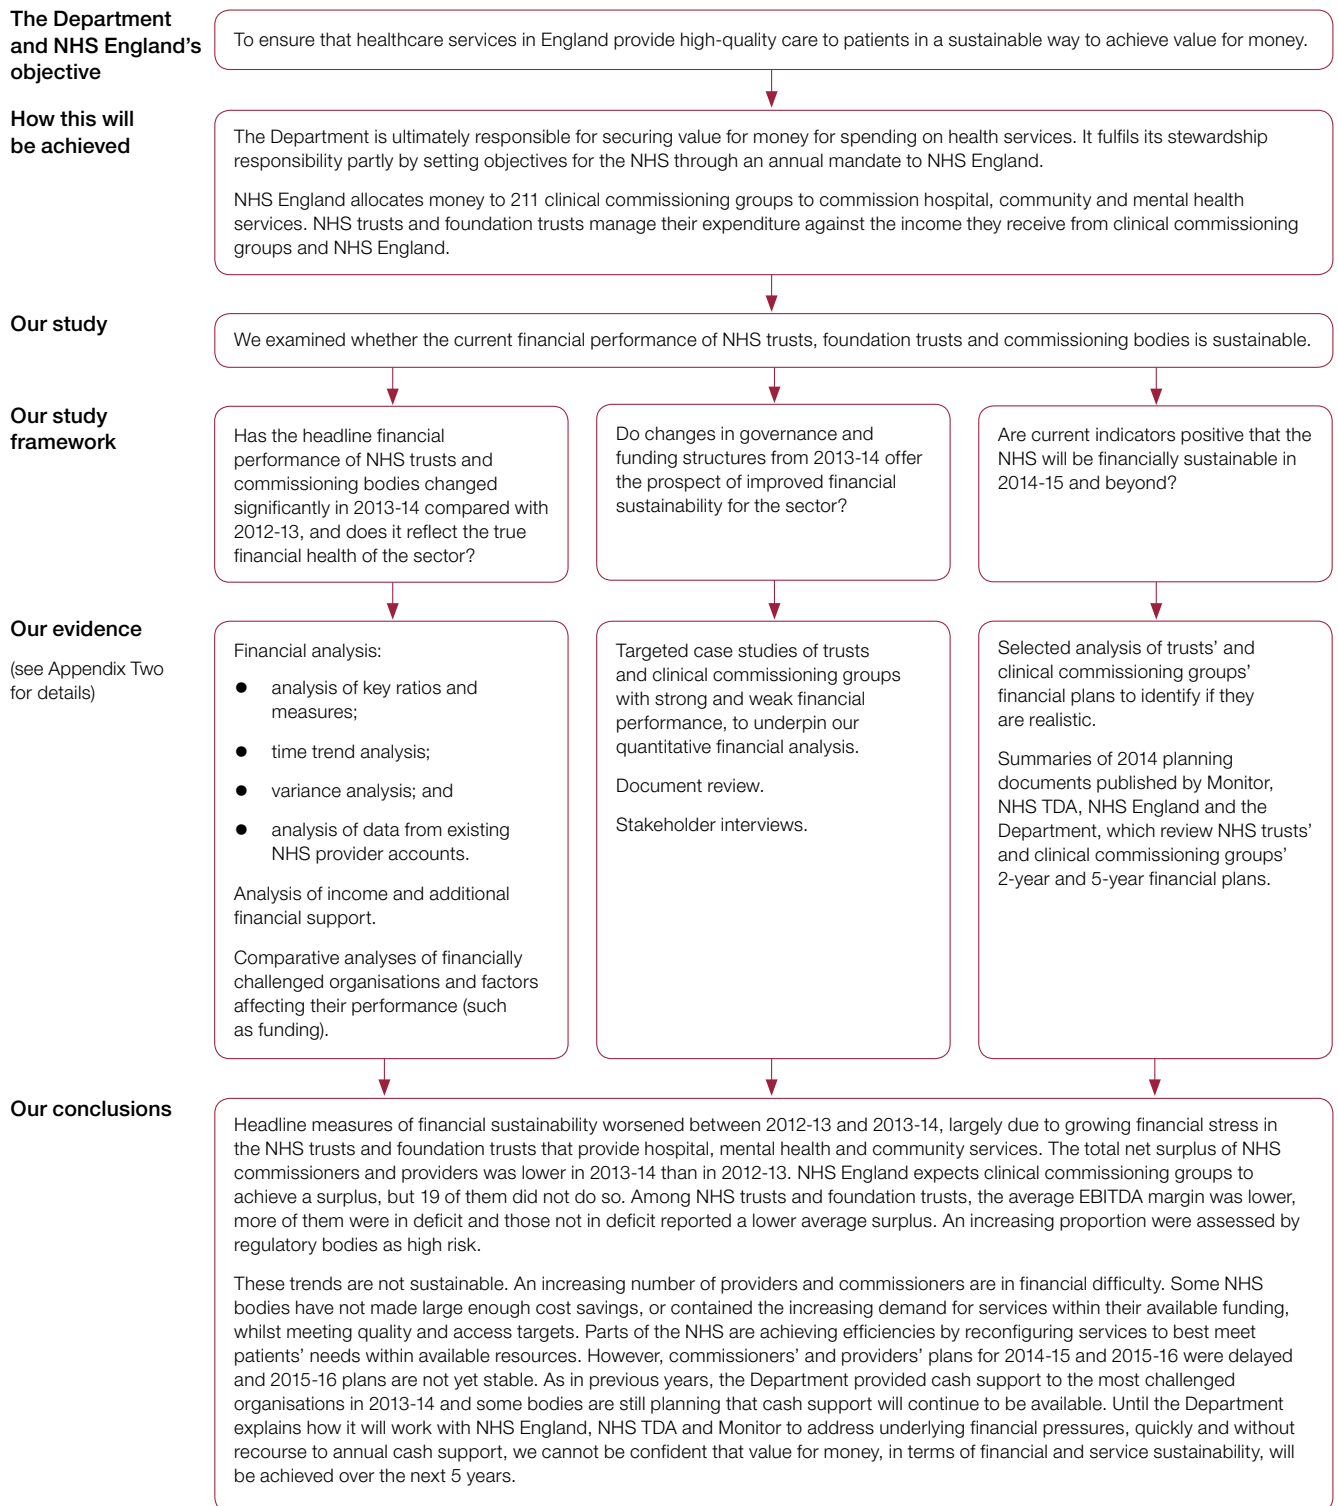 The Department
and NHS England's
objective
To ensure that healthcare services in England provide high-quality care to patients in a sustainable way to achieve value for money.
How this will
be achieved
The Department is ultimately responsible for securing value for money for spending on health services. It fulfils its stewardship
responsibility partly by setting objectives for the NHS through an annual mandate to NHS England.
NHS England allocates money to 211 clinical commissioning groups to commission hospital, community and mental health
services. NHS trusts and foundation trusts manage their expenditure against the income they receive from clinical commissioning
groups and NHS England.
Our study
We examined whether the current financial performance of NHS trusts, foundation trusts and commissioning bodies is sustainable.
Our study
framework
Has the headline financial
performance of NHS trusts and
commissioning bodies changed
significantly in 2013-14 compared with
2012-13, and does it reflect the true
financial health of the sector?
Do changes in governance and
funding structures from 2013-14 offer
the prospect of improved financial
sustainability for the sector?
Are current indicators positive that the
NHS will be financially sustainable in
2014-15 and beyond?
Our evidence
(see Appendix Two
for details)
Financial analysis:
● analysis of key ratios and
measures;
● time trend analysis;
● variance analysis; and
● analysis of data from existing
NHS provider accounts.
Analysis of income and additional
financial support.
Comparative analyses of financially
challenged organisations and factors
affecting their performance (such
as funding).
Targeted case studies of trusts
and clinical commissioning groups
with strong and weak financial
performance, to underpin our
quantitative financial analysis.
Document review.
Stakeholder interviews.
Selected analysis of trusts' and
clinical commissioning groups'
financial plans to identify if they
are realistic.
Summaries of 2014 planning
documents published by Monitor,
NHS TDA, NHS England and the
Department, which review NHS trusts'
and clinical commissioning groups'
2-year and 5-year financial plans.
Our conclusions
Headline measures of financial sustainability worsened between 2012-13 and 2013-14, largely due to growing financial stress in
the NHS trusts and foundation trusts that provide hospital, mental health and community services. The total net surplus of NHS
commissioners and providers was lower in 2013-14 than in 2012-13. NHS England expects clinical commissioning groups to
achieve a surplus, but 19 of them did not do so. Among NHS trusts and foundation trusts, the average EBITDA margin was lower,
more of them were in deficit and those not in deficit reported a lower average surplus. An increasing proportion were assessed by
regulatory bodies as high risk.
These trends are not sustainable. An increasing number of providers and commissioners are in financial difficulty. Some NHS
bodies have not made large enough cost savings, or contained the increasing demand for services within their available funding,
whilst meeting quality and access targets. Parts of the NHS are achieving efficiencies by reconfiguring services to best meet
patients' needs within available resources. However, commissioners' and providers' plans for 2014-15 and 2015-16 were delayed
and 2015-16 plans are not yet stable. As in previous years, the Department provided cash support to the most challenged
organisations in 2013-14 and some bodies are still planning that cash support will continue to be available. Until the Department
explains how it will work with NHS England, NHS TDA and Monitor to address underlying financial pressures, quickly and without
recourse to annual cash support, we cannot be confident that value for money, in terms of financial and service sustainability, will
be achieved over the next 5 years.